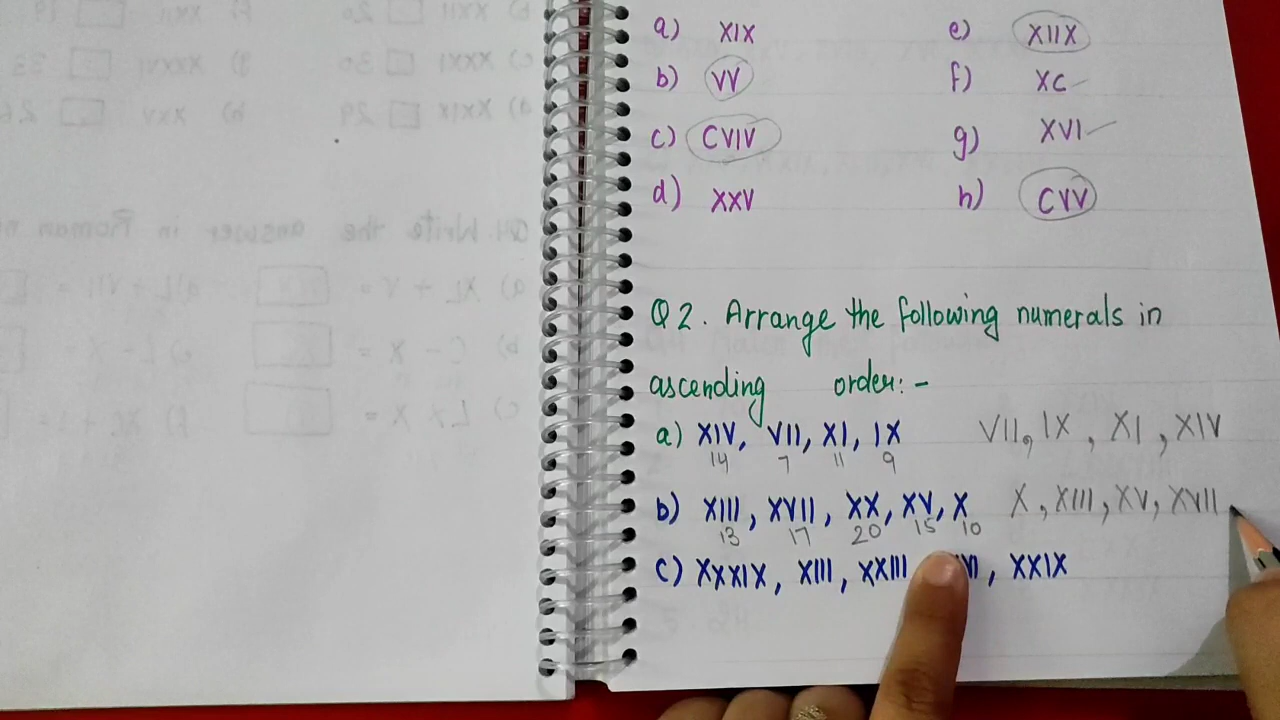 a) XIX e) XIIX
b) VV f) XC
c) CVIV g) XVI
d) XXV h) CVV
Q2. Arrange the following numerals in
ascending order:-
a) XIV, VII, XI, IX VII, IX, XI, XIV
14 7 11 9
b) XIII, XVII, XX, XV, X X, XIII, XV, XVII
13 17 20 15 10
c) XXXIX, XIII, XXIII, XXIX